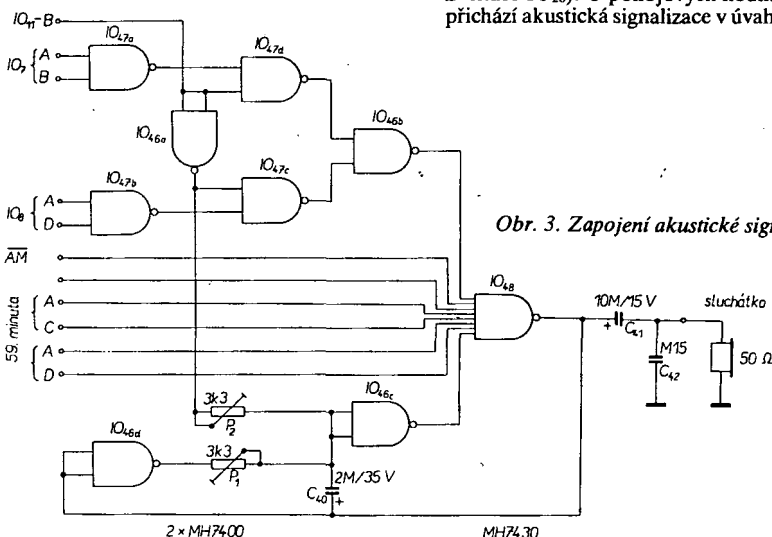 přichází akustická signalizace v úvah
IO₁₁-B
IO₇ { A
B
IO₄₇ₐ
IO₄₇d
IO₄₆ₐ
IO₄₆b
IO₈ { A
D
IO₄₇b
IO₄₇c
Obr. 3. Zapojení akustické sign
AM
59. minuta
A
C
A
D
IO₄₈
10M/15 V
C₄₁
M15
C₄₂
sluchátko
50 Ω
3k3
P₂
IO₄₆c
IO₄₆d
3k3
P₁
2M/35 V
C₄₀
2 × MH7400
MH7430